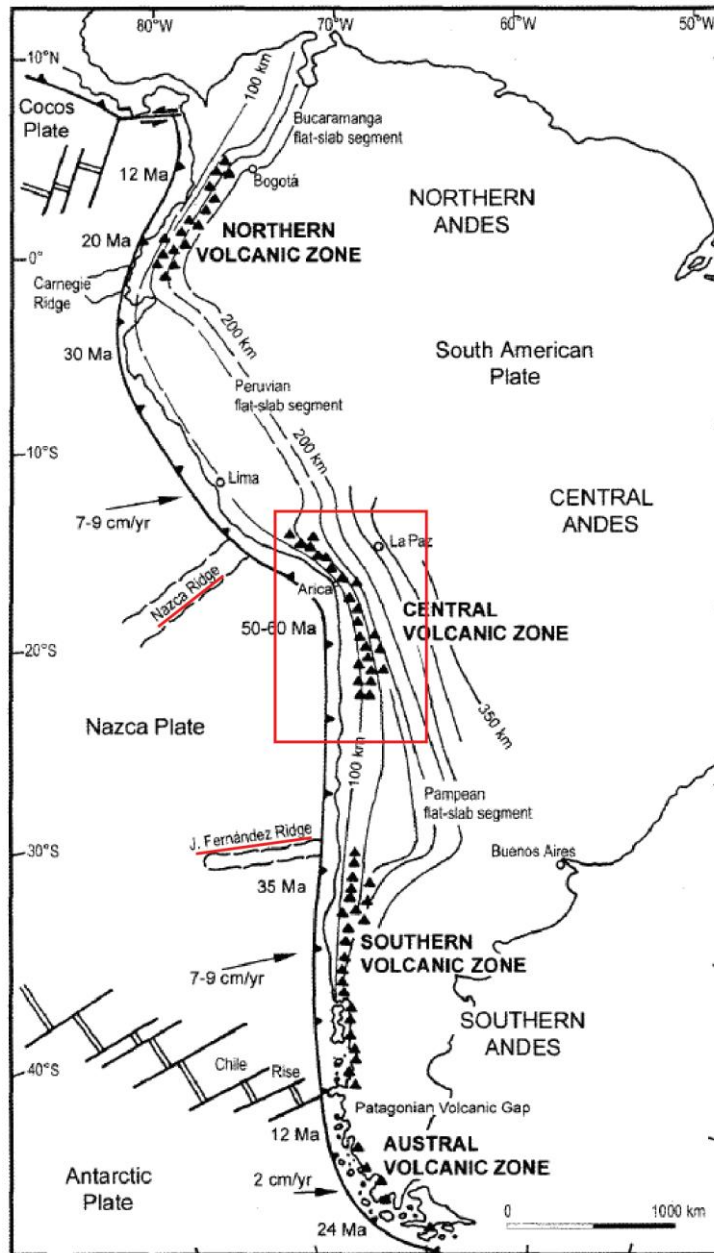 80°W
70°W
60°W
50°W
10°N
Cocos
Plate
100 km
Bucaramanga
flat-slab segment
12 Ma
Bogotá
NORTHERN
ANDES
20 Ma
NORTHERN
VOLCANIC ZONE
0°
Carnegie
Ridge
200 km
30 Ma
South American
Plate
Peruvian
flat-slab segment
10°S
200 km
Lima
7-9 cm/yr
CENTRAL
ANDES
La Paz
Nazca Ridge
Arica
50-60 Ma
CENTRAL
VOLCANIC ZONE
20°S
Nazca Plate
350 km
100 km
Pampean
flat-slab segment
J. Fernández Ridge
30°S
Buenos Aires
35 Ma
SOUTHERN
VOLCANIC ZONE
7-9 cm/yr
SOUTHERN
ANDES
40°S
Chile
Rise
Patagonian Volcanic Gap
12 Ma
AUSTRAL
VOLCANIC ZONE
Antarctic
Plate
2 cm/yr
0
1000 km
24 Ma